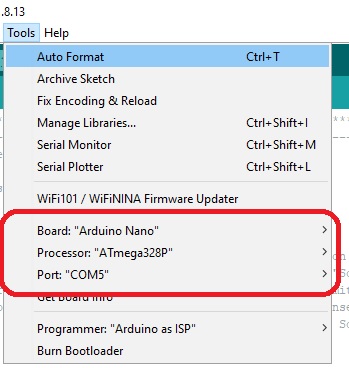 .8.13
Tools Help
Auto Format Ctrl+T
Archive Sketch
Fix Encoding & Reload
Manage Libraries... Ctrl+Shift+I
Serial Monitor Ctrl+Shift+M
Serial Plotter Ctrl+Shift+L
WiFi101 / WiFiNINA Firmware Updater
Board: "Arduino Nano"
Processor: "ATmega328P"
Port: "COM5"
Get Board Info
Programmer: "Arduino as ISP"
Burn Bootloader